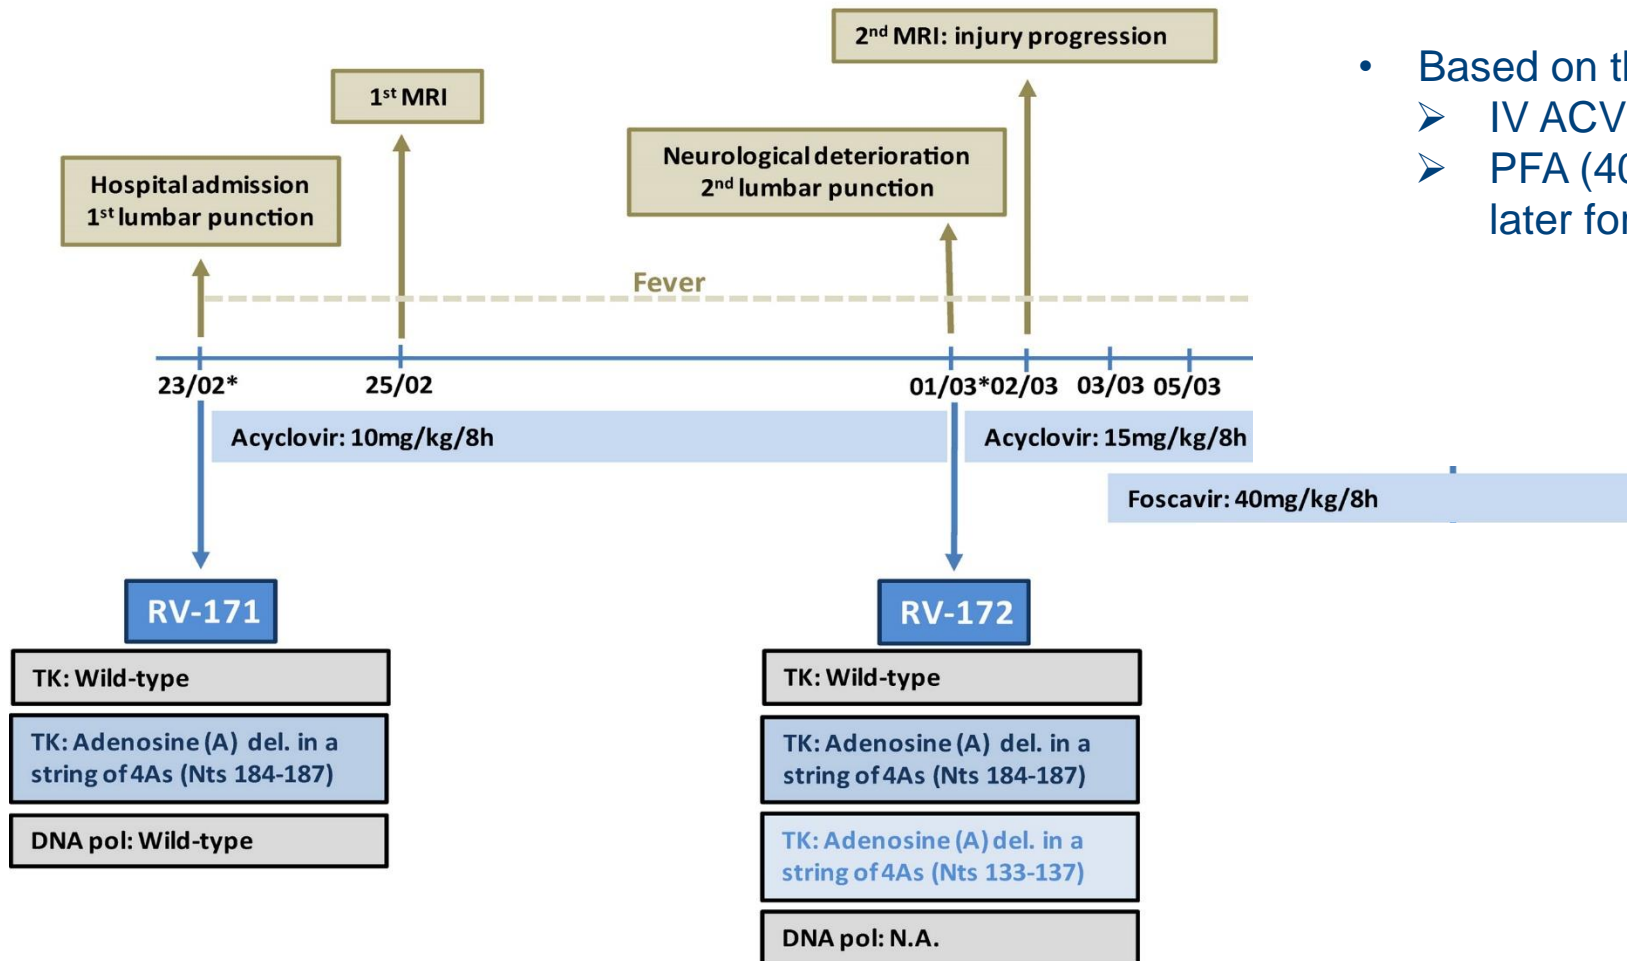 2nd MRI: injury progression
1st MRI
Neurological deterioration
2nd lumbar punction
Hospital admission
1st lumbar punction
• Based on th
➢ IV ACV
➢ PFA (40
later for
Fever
23/02*
25/02
01/03*
02/03
03/03
05/03
Acyclovir: 10mg/kg/8h
Acyclovir: 15mg/kg/8h
Foscavir: 40mg/kg/8h
RV-171
TK: Wild-type
TK: Adenosine (A) del. in a
string of 4As (Nts 184-187)
DNA pol: Wild-type
RV-172
TK: Wild-type
TK: Adenosine (A) del. in a
string of 4As (Nts 184-187)
TK: Adenosine (A) del. in a
string of 4As (Nts 133-137)
DNA pol: N.A.